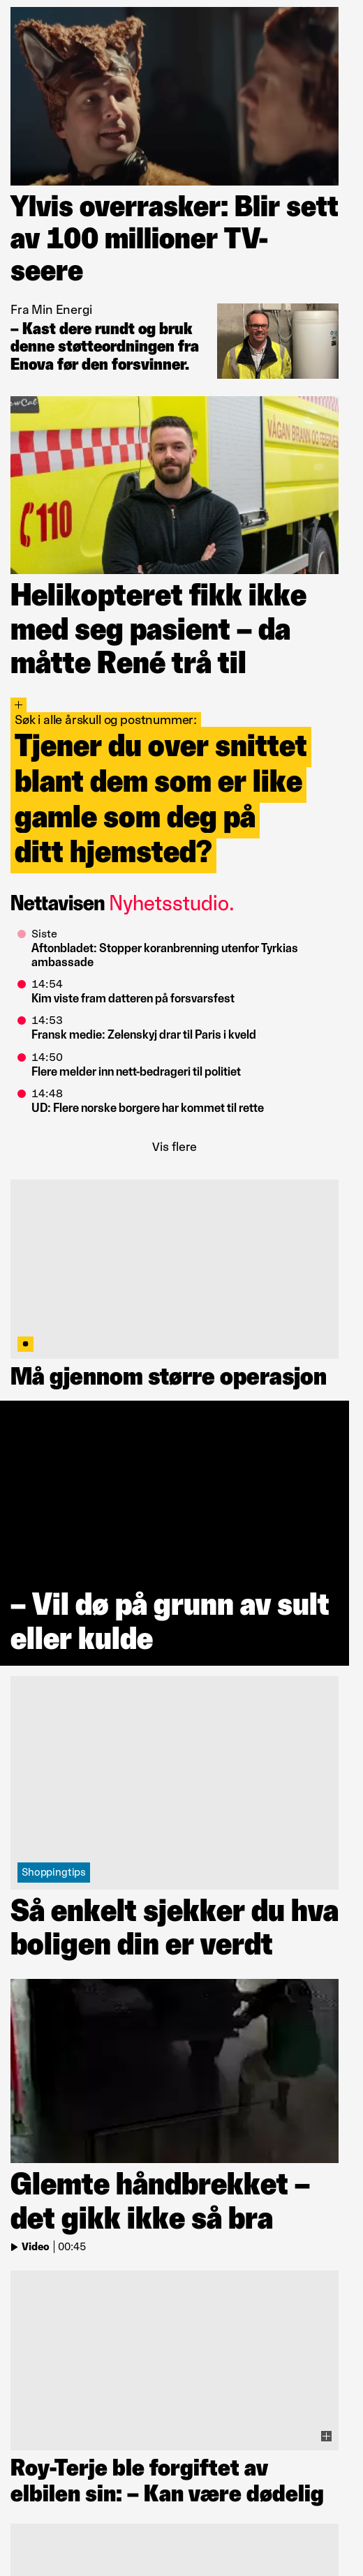 Ylvis overrasker: Blir sett
av 100 millioner TV-
seere
Fra Min Energi
– Kast dere rundt og bruk
denne støtteordningen fra
Enova før den forsvinner.
110
VÅGAN BRANN OG FEIERVESEN
Helikopteret fikk ikke
med seg pasient – da
måtte René trå til
Søk i alle årskull og postnummer:
Tjener du over snittet
blant dem som er like
gamle som deg på
ditt hjemsted?
Nettavisen Nyhetsstudio.
Siste
Aftonbladet: Stopper koranbrenning utenfor Tyrkias
ambassade
14:54
Kim viste fram datteren på forsvarsfest
14:53
Fransk medie: Zelenskyj drar til Paris i kveld
14:50
Flere melder inn nett-bedrageri til politiet
14:48
UD: Flere norske borgere har kommet til rette
Vis flere
Må gjennom større operasjon
– Vil dø på grunn av sult
eller kulde
Shoppingtips
Så enkelt sjekker du hva
boligen din er verdt
Glemte håndbrekket –
det gikk ikke så bra
Video | 00:45
Roy-Terje ble forgiftet av
elbilen sin: – Kan være dødelig